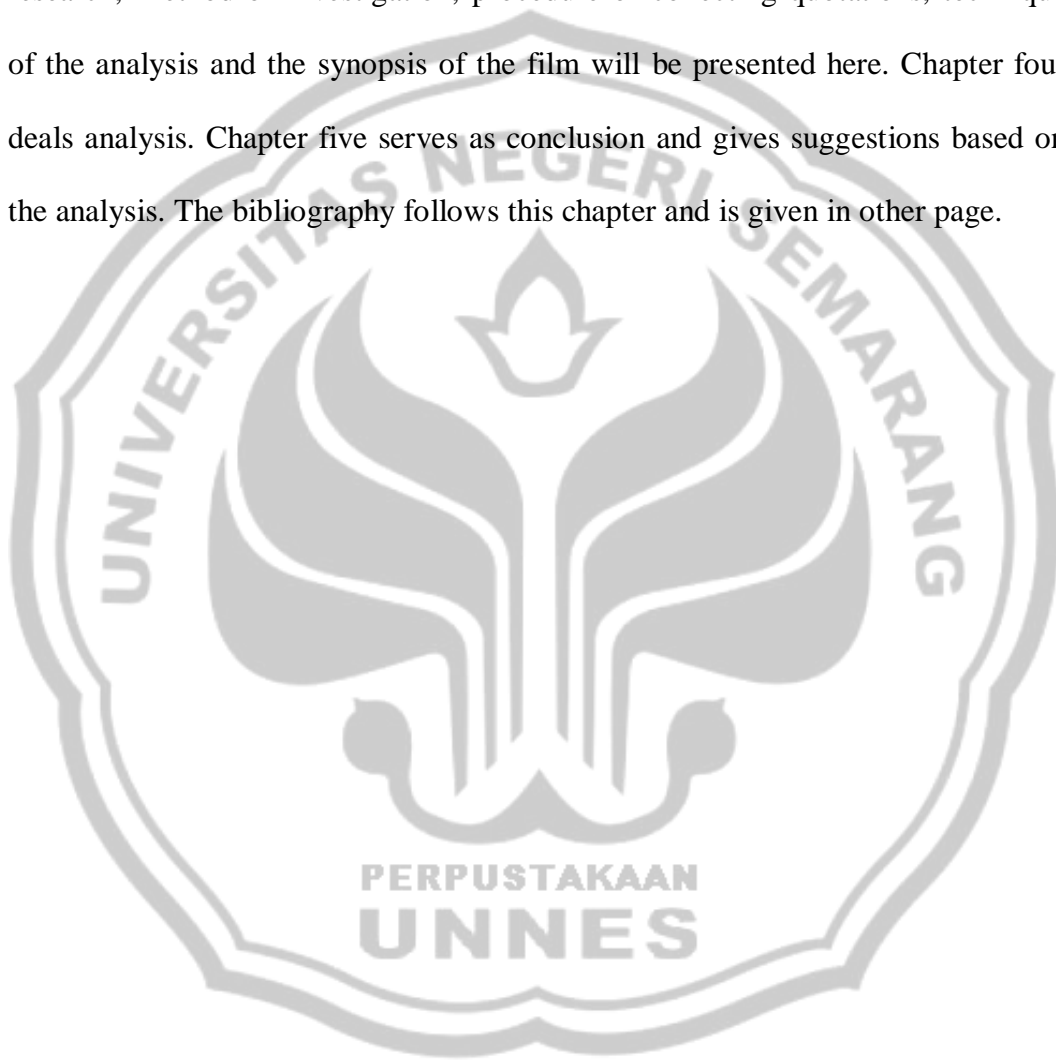 of the analysis and the synopsis of the film will be presented here. Chapter fou
deals analysis. Chapter five serves as conclusion and gives suggestions based or
the analysis. The bibliography follows this chapter and is given in other page.
UNIVERSITAS NEGERI SEMARANG
PERPUSTAKAAN
UNNES